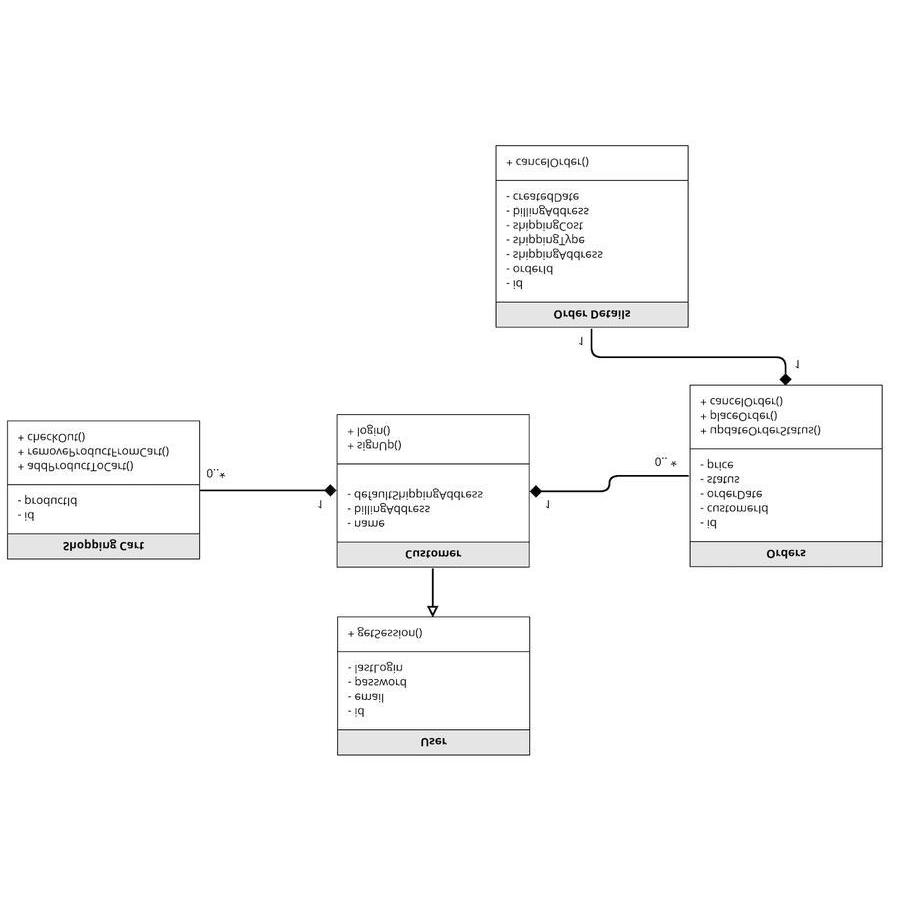 User
- id
- email
- password
- lastLogin
+ getSession()
Shopping Cart
- id
- productId
+ addProductToCart()
+ removeProductFromCart()
+ checkOut()
0..*
1
Customer
- name
- billingAddress
- defaultShippingAddress
+ signUp()
+ login()
1
0..*
Orders
- id
- customerId
- orderDate
- status
- price
+ updateOrderStatus()
+ placeOrder()
+ cancelOrder()
1
1
Order Details
- id
- orderId
- shippingAddress
- shippingType
- shippingCost
- billingAddress
- createdDate
+ cancelOrder()